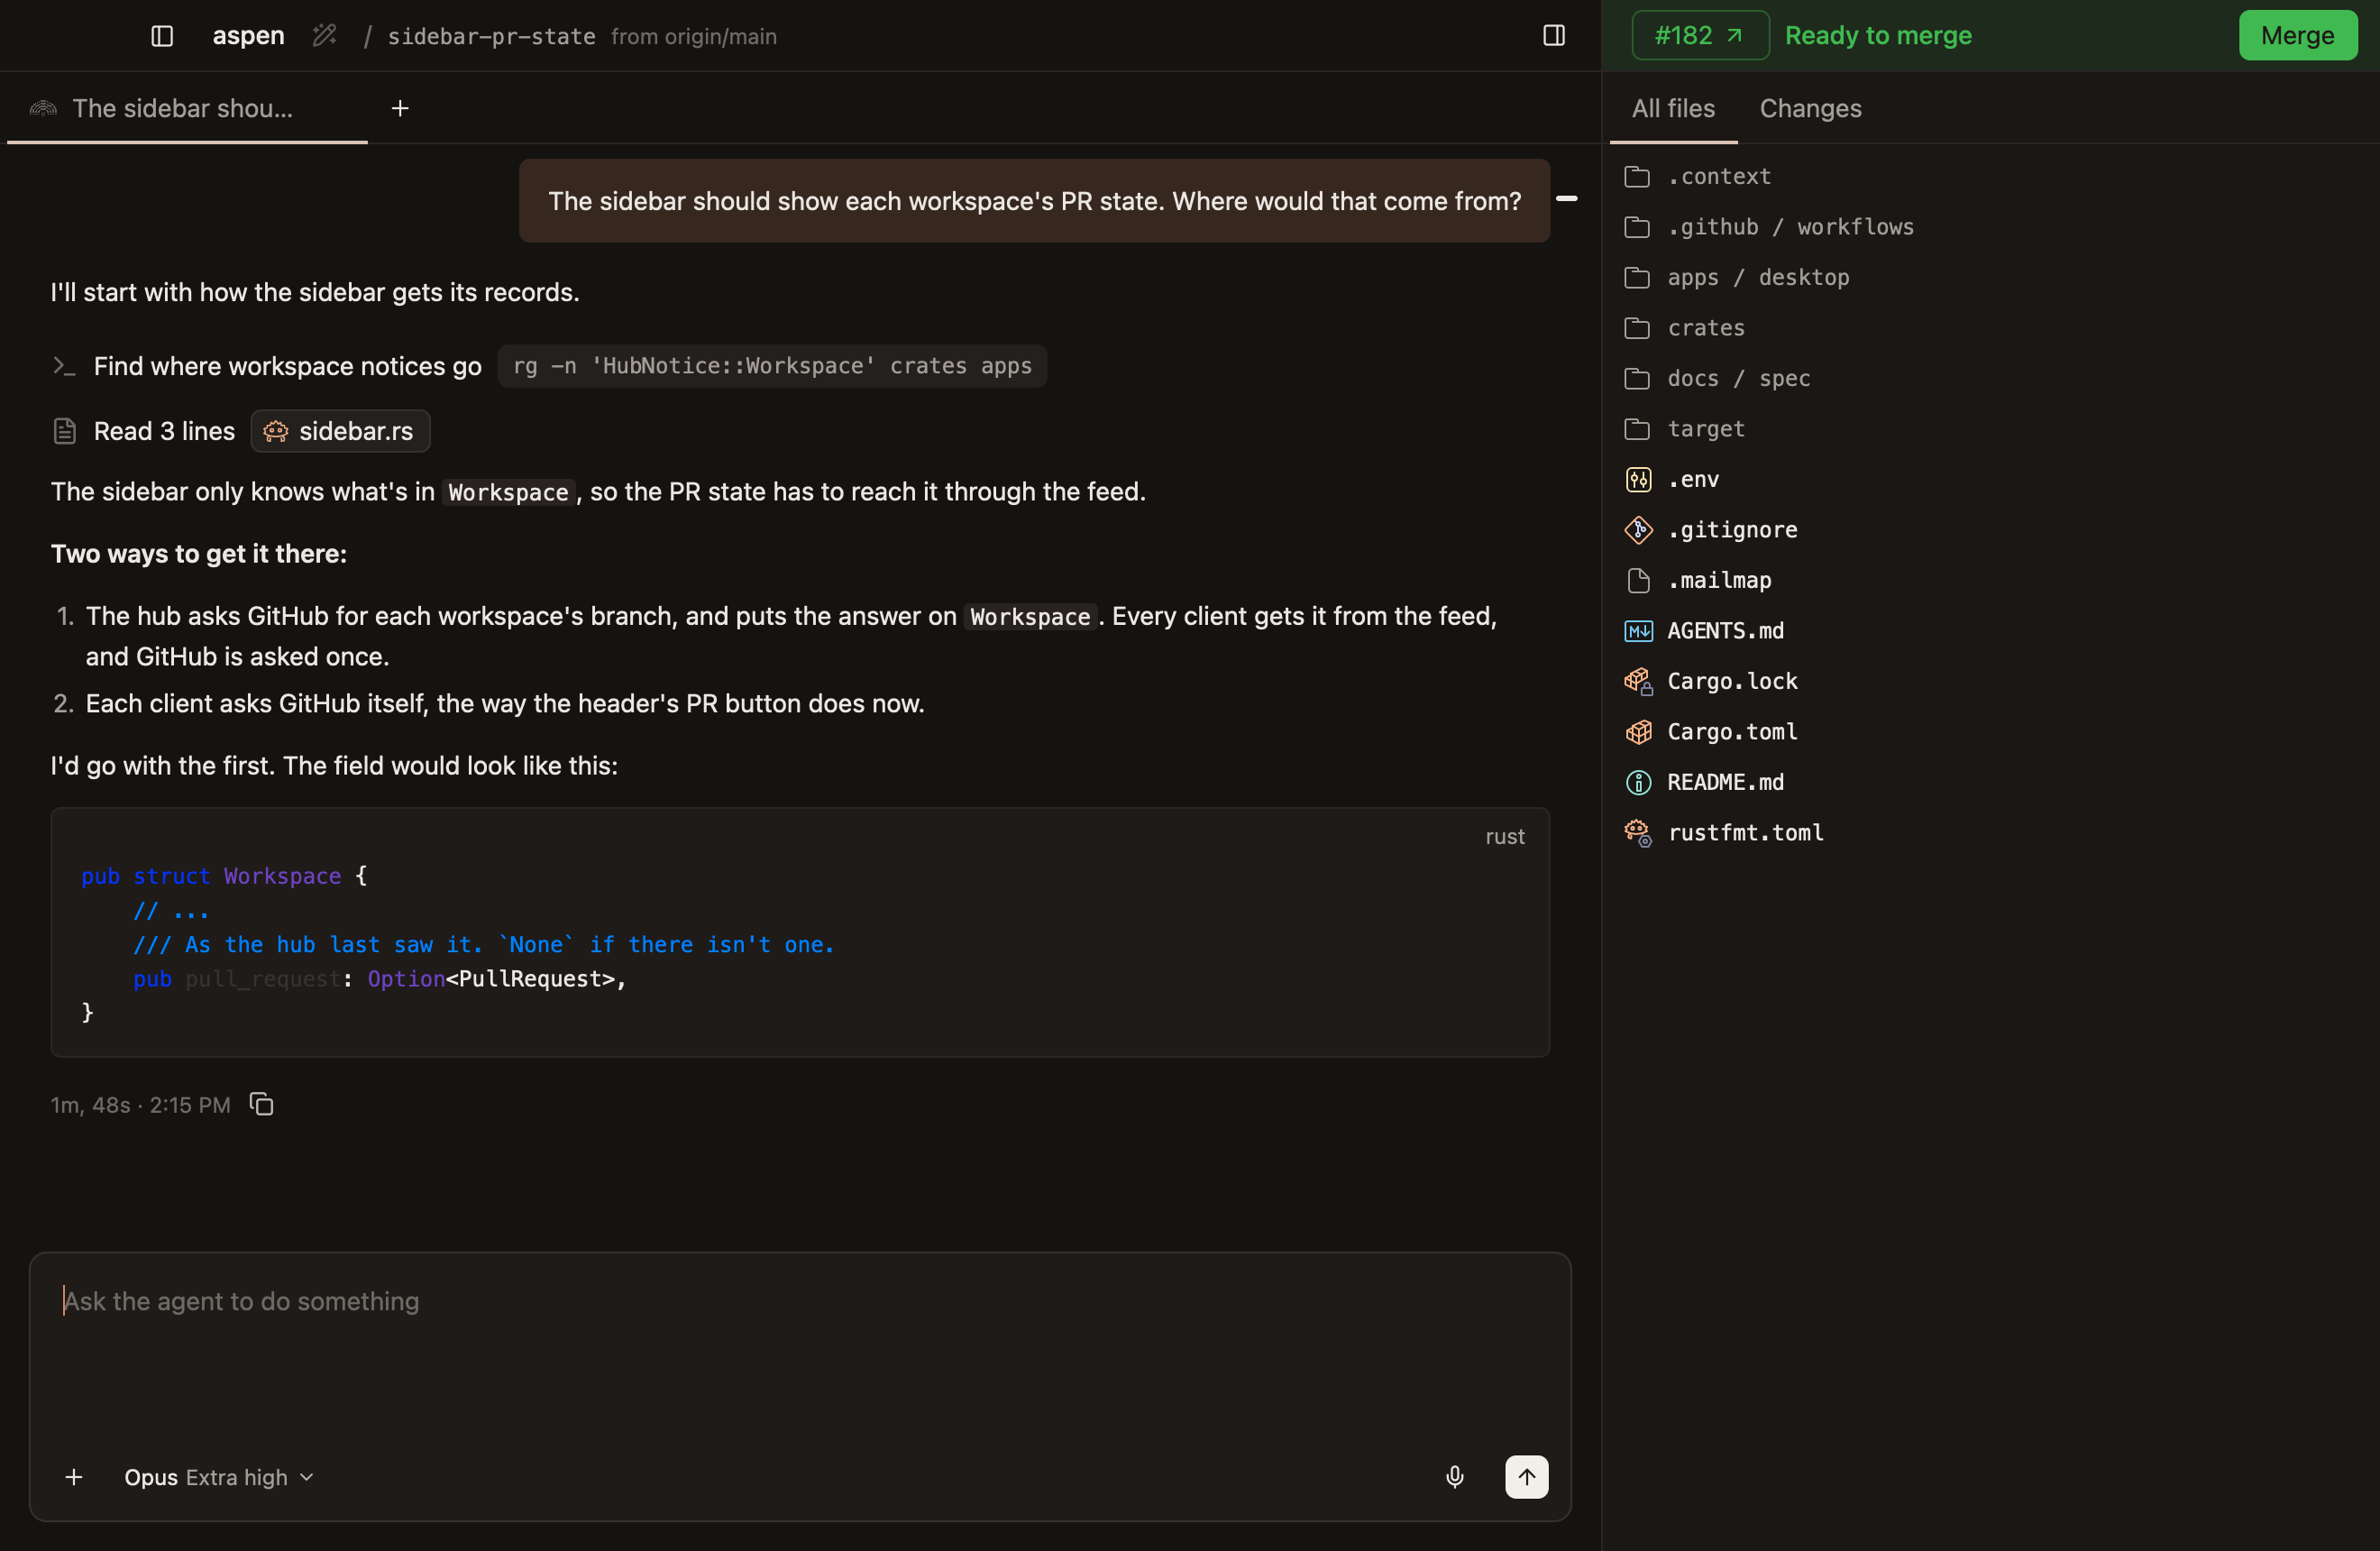 aspen / sidebar-pr-state from origin/main
#182 Ready to merge
Merge
The sidebar shou...
All files Changes
The sidebar should show each workspace's PR state. Where would that come from?
I'll start with how the sidebar gets its records.
Find where workspace notices go rg -n 'HubNotice::Workspace' crates apps
Read 3 lines sidebar.rs
The sidebar only knows what's in Workspace, so the PR state has to reach it through the feed.
Two ways to get it there:
1. The hub asks GitHub for each workspace's branch, and puts the answer on Workspace. Every client gets it from the feed,
and GitHub is asked once.
2. Each client asks GitHub itself, the way the header's PR button does now.
I'd go with the first. The field would look like this:
rust
pub struct Workspace {
    // ...
    /// As the hub last saw it. `None` if there isn't one.
    pub pull_request: Option<PullRequest>,
}
1m, 48s · 2:15 PM
Ask the agent to do something
Opus Extra high
.context
.github / workflows
apps / desktop
crates
docs / spec
target
.env
.gitignore
.mailmap
AGENTS.md
Cargo.lock
Cargo.toml
README.md
rustfmt.toml